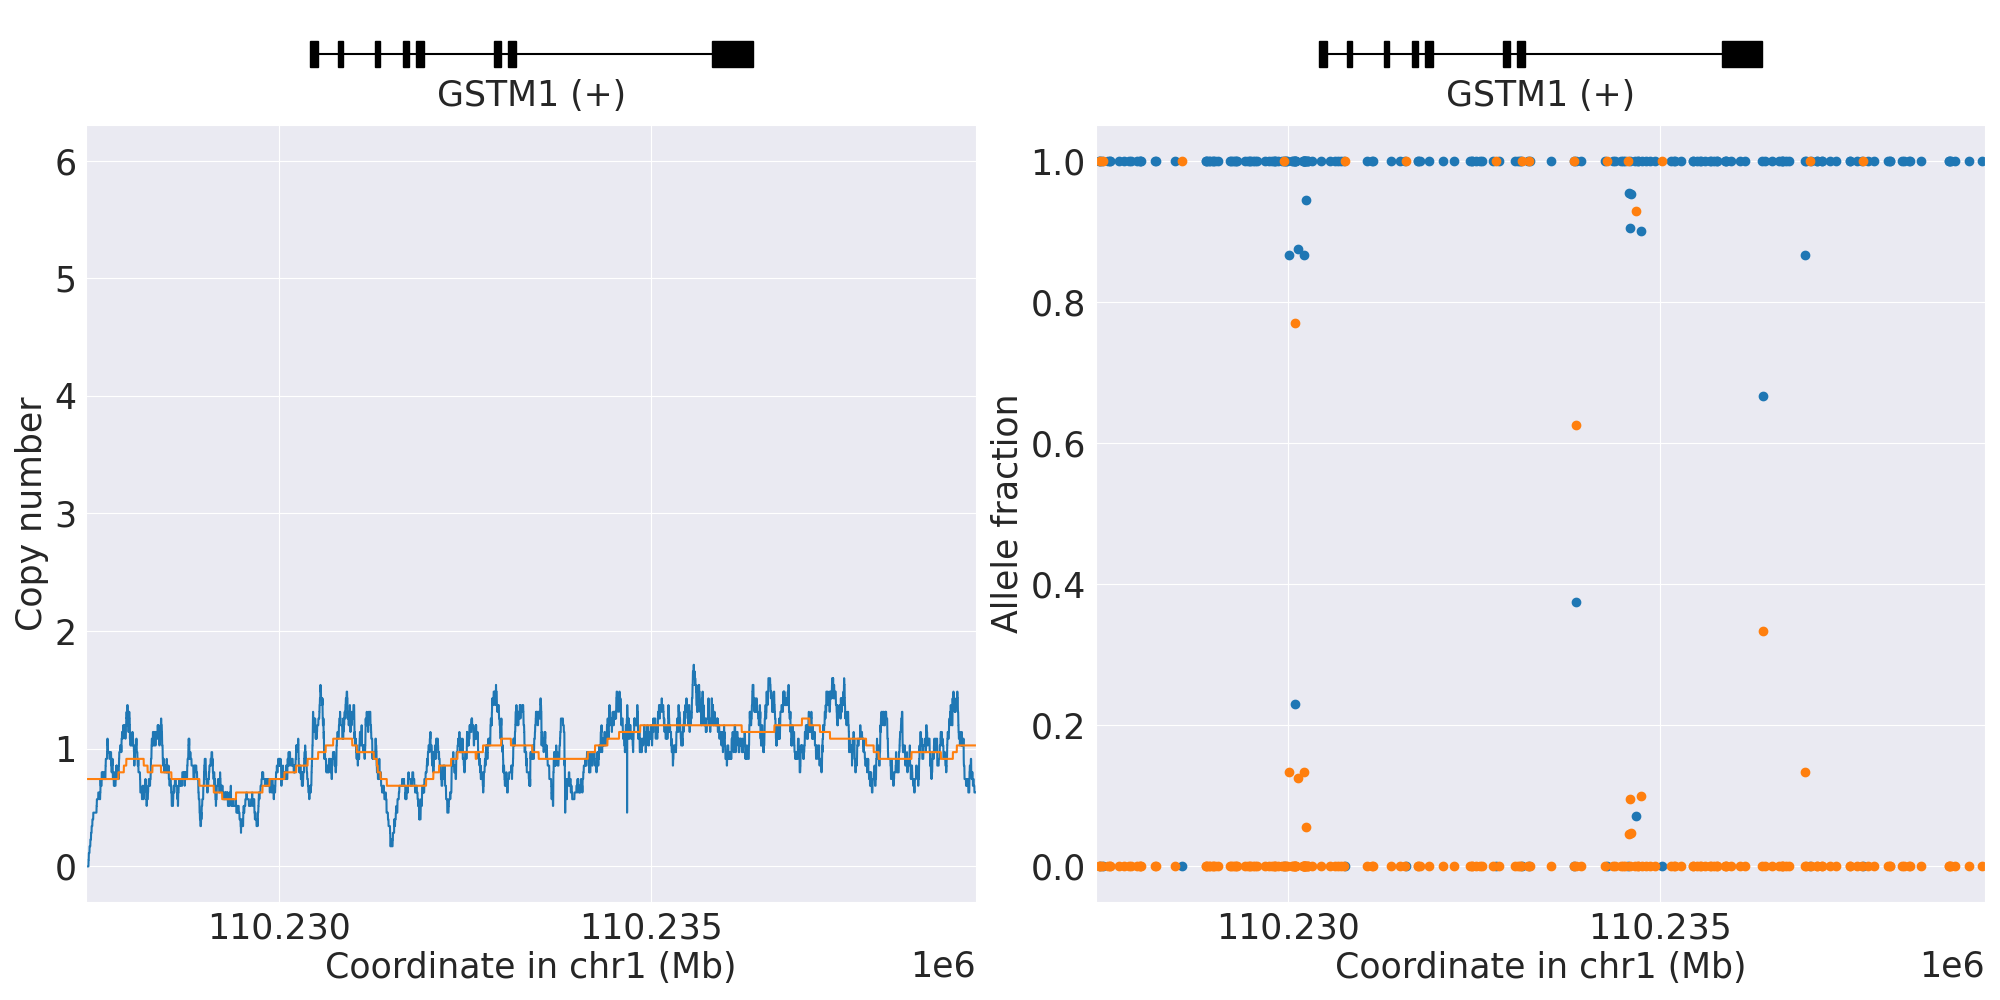 GSTM1 (+)
6
5
4
3
2
1
0
Copy number
110.230
110.235
Coordinate in chr1 (Mb)
1e6
GSTM1 (+)
1.0
0.8
0.6
0.4
0.2
0.0
Allele fraction
110.230
110.235
Coordinate in chr1 (Mb)
1e6